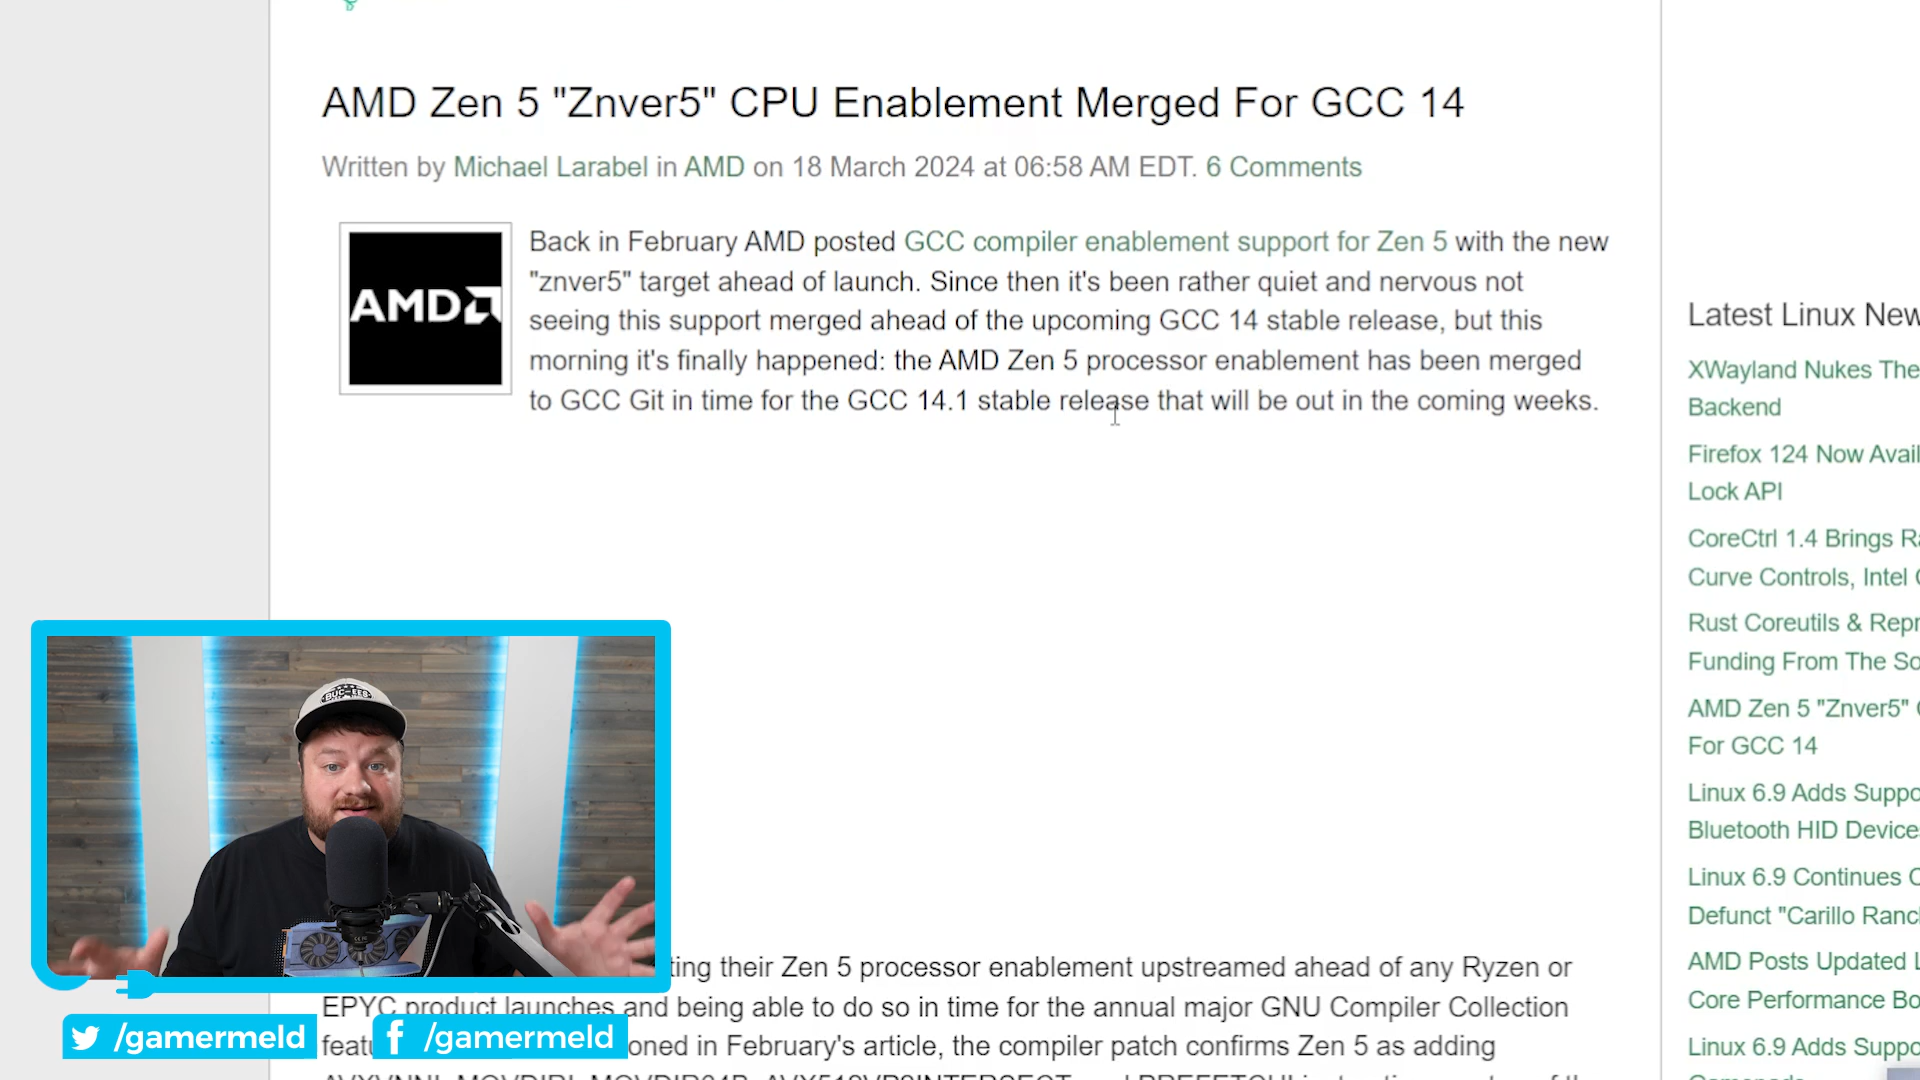 AMD Zen 5 "Znver5" CPU Enablement Merged For GCC 14
Written by Michael Larabel in AMD on 18 March 2024 at 06:58 AM EDT. 6 Comments
AMD
Back in February AMD posted GCC compiler enablement support for Zen 5 with the new
"znver5" target ahead of launch. Since then it's been rather quiet and nervous not
seeing this support merged ahead of the upcoming GCC 14 stable release, but this
morning it's finally happened: the AMD Zen 5 processor enablement has been merged
to GCC Git in time for the GCC 14.1 stable release that will be out in the coming weeks.
ting their Zen 5 processor enablement upstreamed ahead of any Ryzen or
EPYC product launches and being able to do so in time for the annual major GNU Compiler Collection
featu
oned in February's article, the compiler patch confirms Zen 5 as adding
Latest Linux New
XWayland Nukes The
Backend
Firefox 124 Now Avail
Lock API
CoreCtrl 1.4 Brings Ra
Curve Controls, Intel
Rust Coreutils & Repr
Funding From The So
AMD Zen 5 "Znver5"
For GCC 14
Linux 6.9 Adds Suppo
Bluetooth HID Device
Linux 6.9 Continues
Defunct "Carillo Ranch
AMD Posts Updated
Core Performance Bo
Linux 6.9 Adds Suppo
BUC-EE'S
/gamermeld
/gamermeld